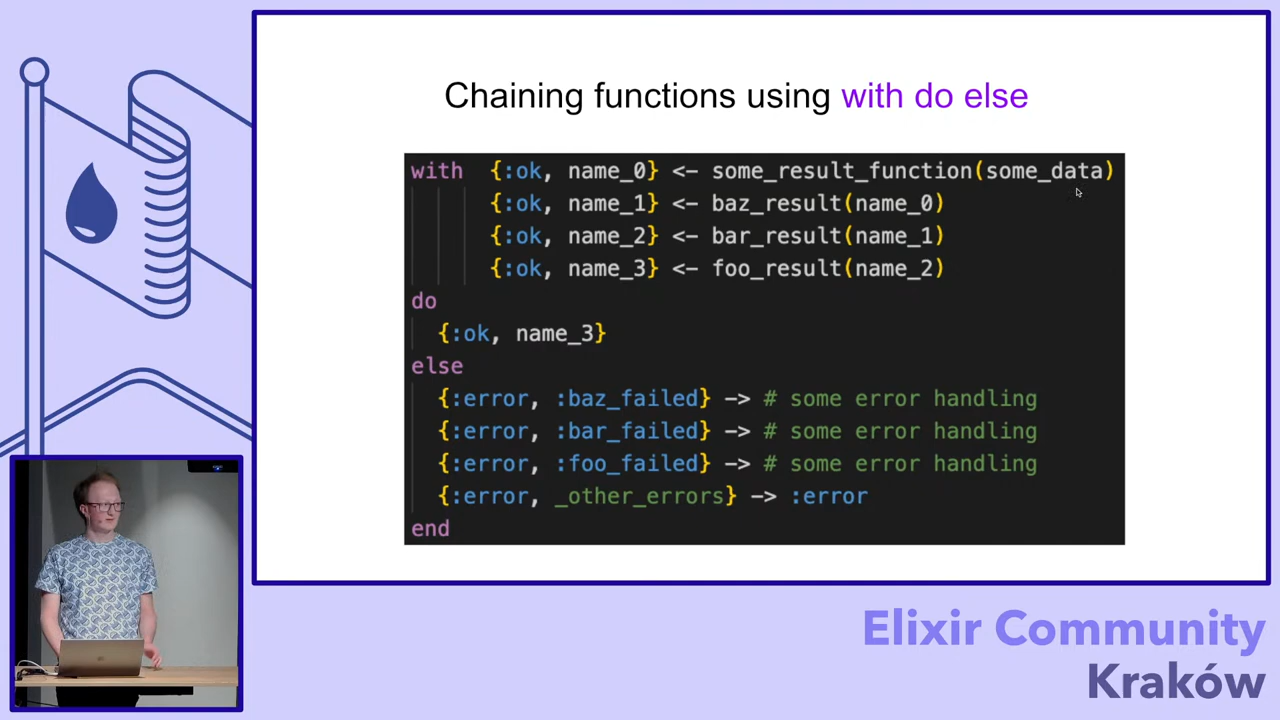 Chaining functions using with do else
with {:ok, name_0} <- some_result_function(some_data)
{:ok, name_1} <- baz_result(name_0)
{:ok, name_2} <- bar_result(name_1)
{:ok, name_3} <- foo_result(name_2)
do
{:ok, name_3}
else
{:error, :baz_failed} -> # some error handling
{:error, :bar_failed} -> # some error handling
{:error, :foo_failed} -> # some error handling
{:error, _other_errors} -> :error
end
Elixir Community
Kraków